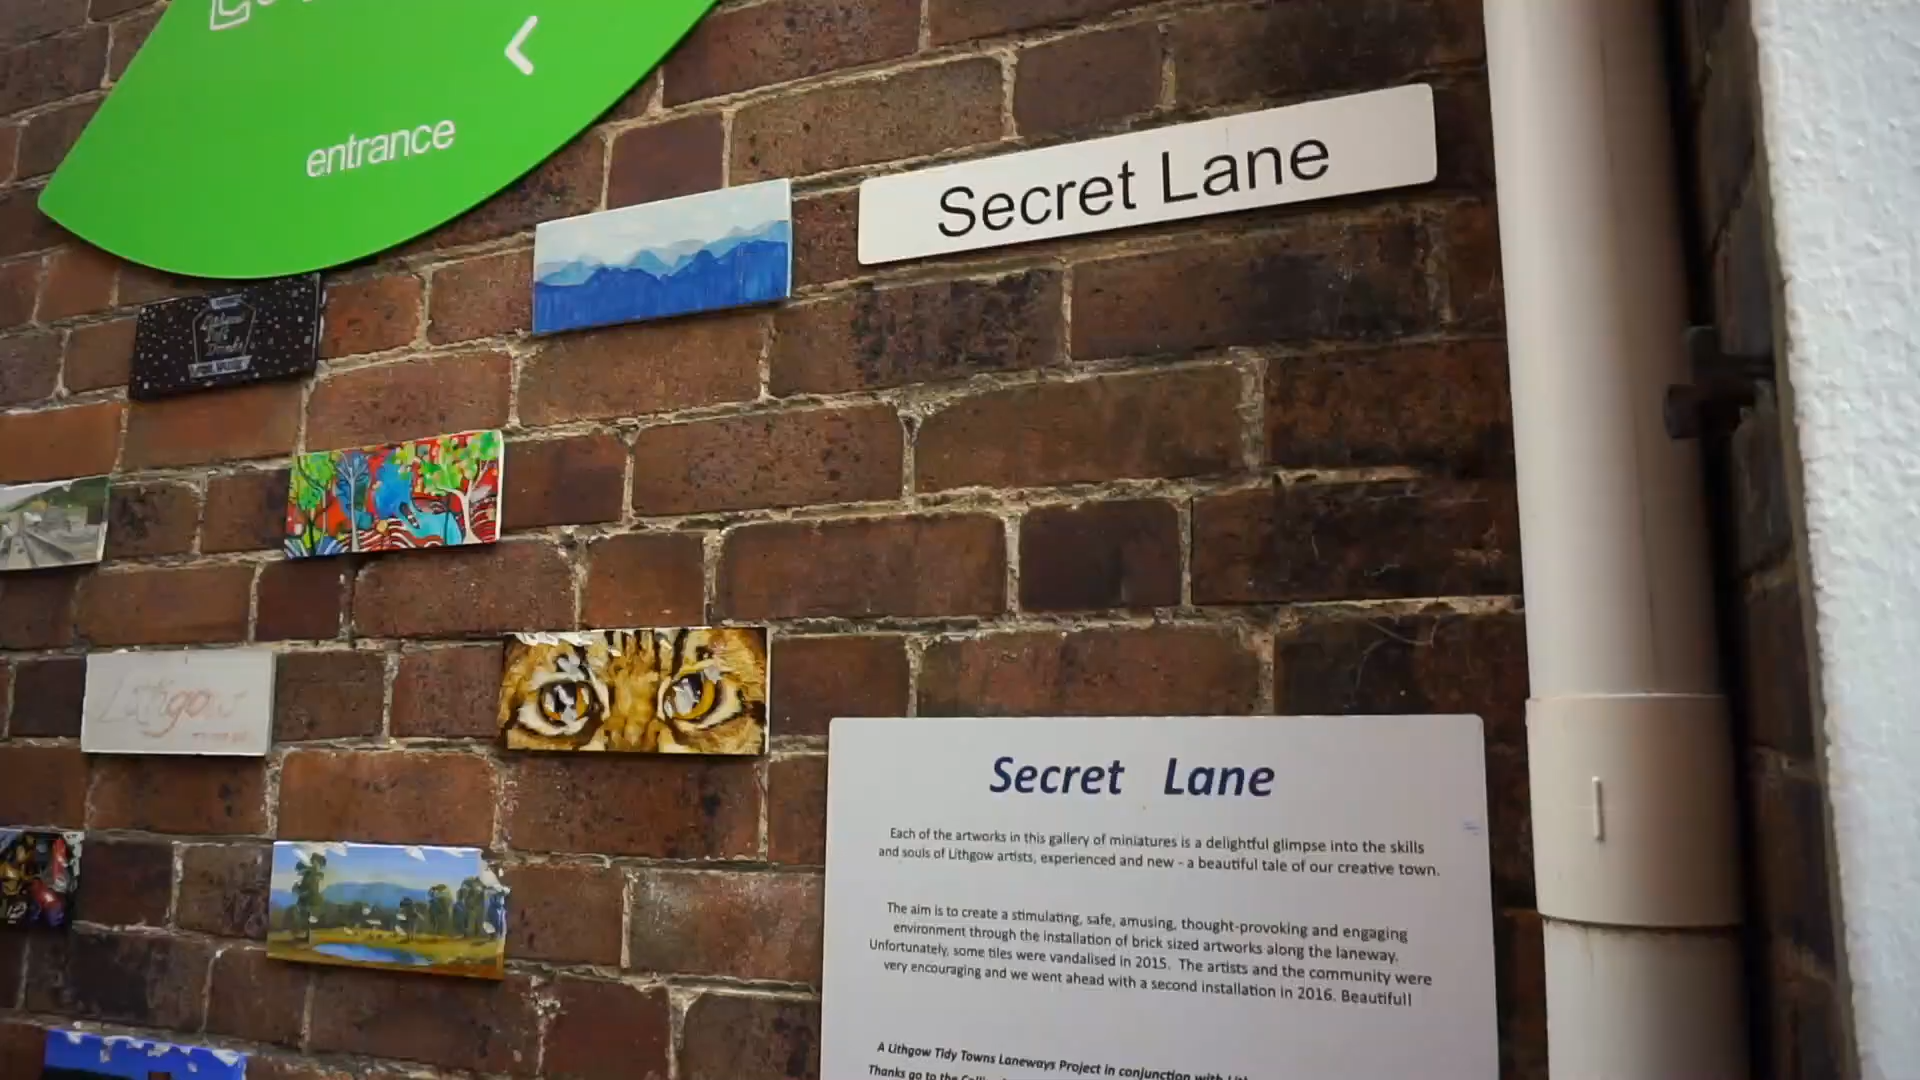 entrance
Secret Lane
Lithgow
Secret Lane
Each of the artworks in this gallery of miniatures is a delightful glimpse into the skills
and souls of Lithgow artists, experienced and new - a beautiful tale of our creative town.
The aim is to create a stimulating, safe, amusing, thought-provoking and engaging
environment through the installation of brick sized artworks along the laneway.
Unfortunately, some tiles were vandalised in 2015. The artists and the community were
very encouraging and we went ahead with a second installation in 2016. Beautiful!
A Lithgow Tidy Towns Laneways Project in conjunction with
Thanks go to the